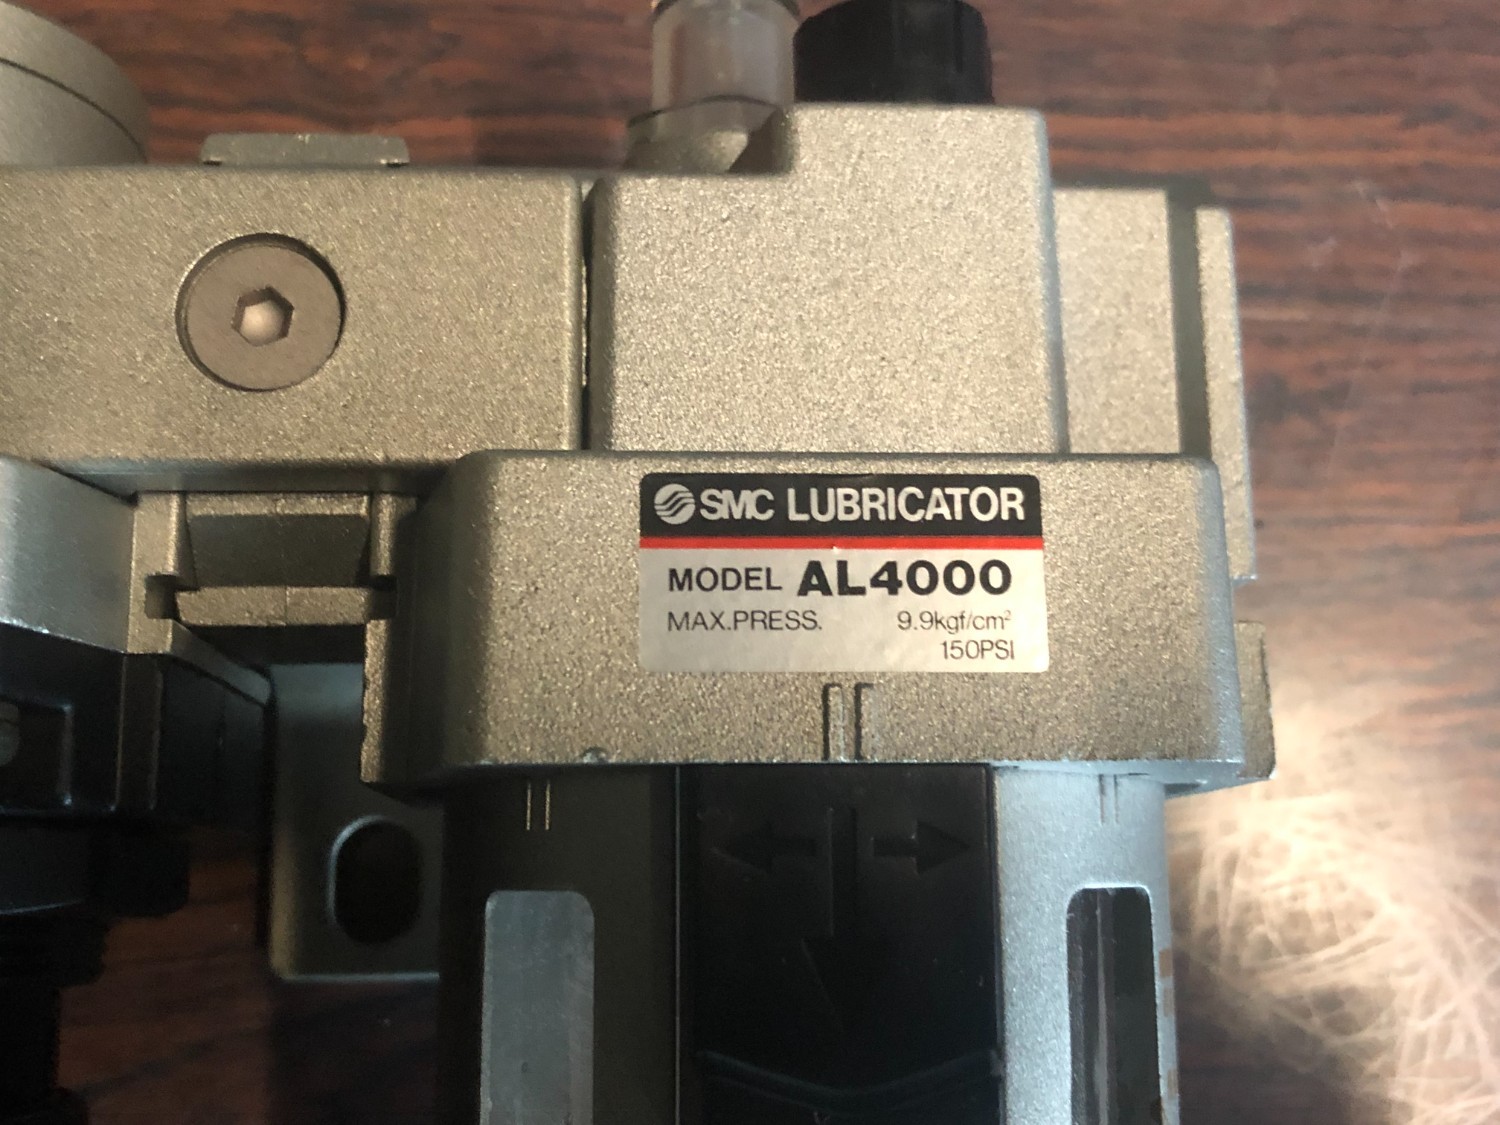 SMC LUBRICATOR
MODEL AL4000
MAX.PRESS. 9.9kgf/cm²
150PSI